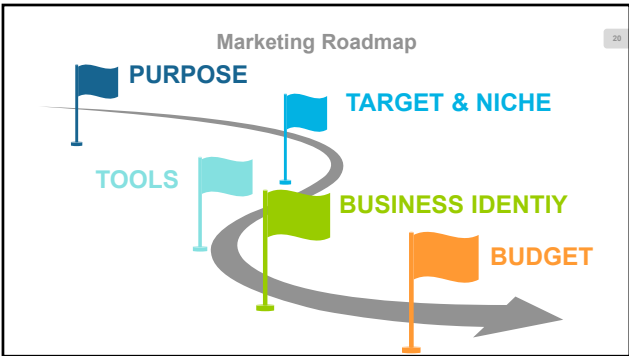 Marketing Roadmap
20
PURPOSE
TARGET & NICHE
TOOLS
BUSINESS IDENTIY
BUDGET